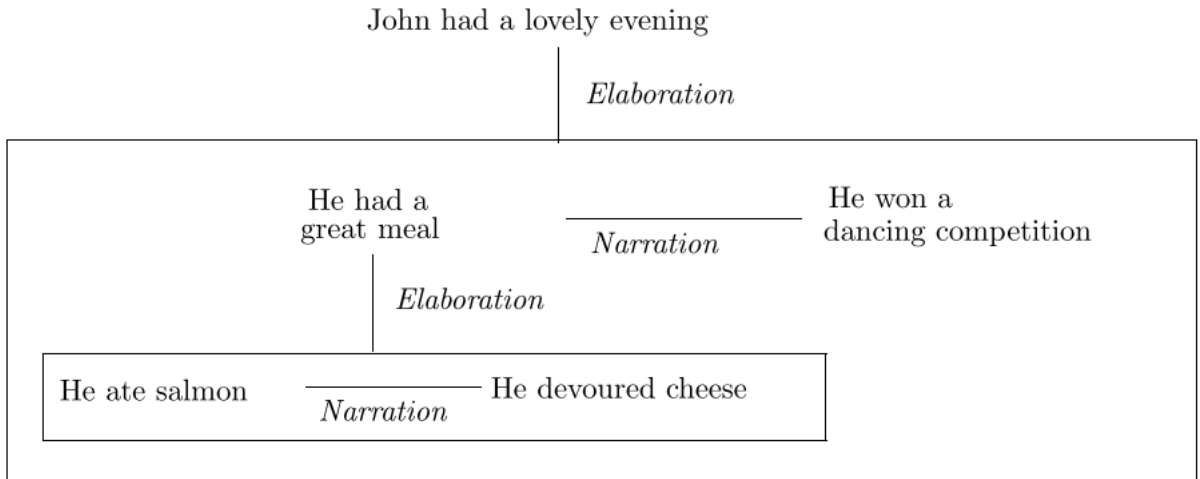 John had a lovely evening
Elaboration
He had a
great meal
Narration
He won a
dancing competition
Elaboration
He ate salmon
Narration
He devoured cheese